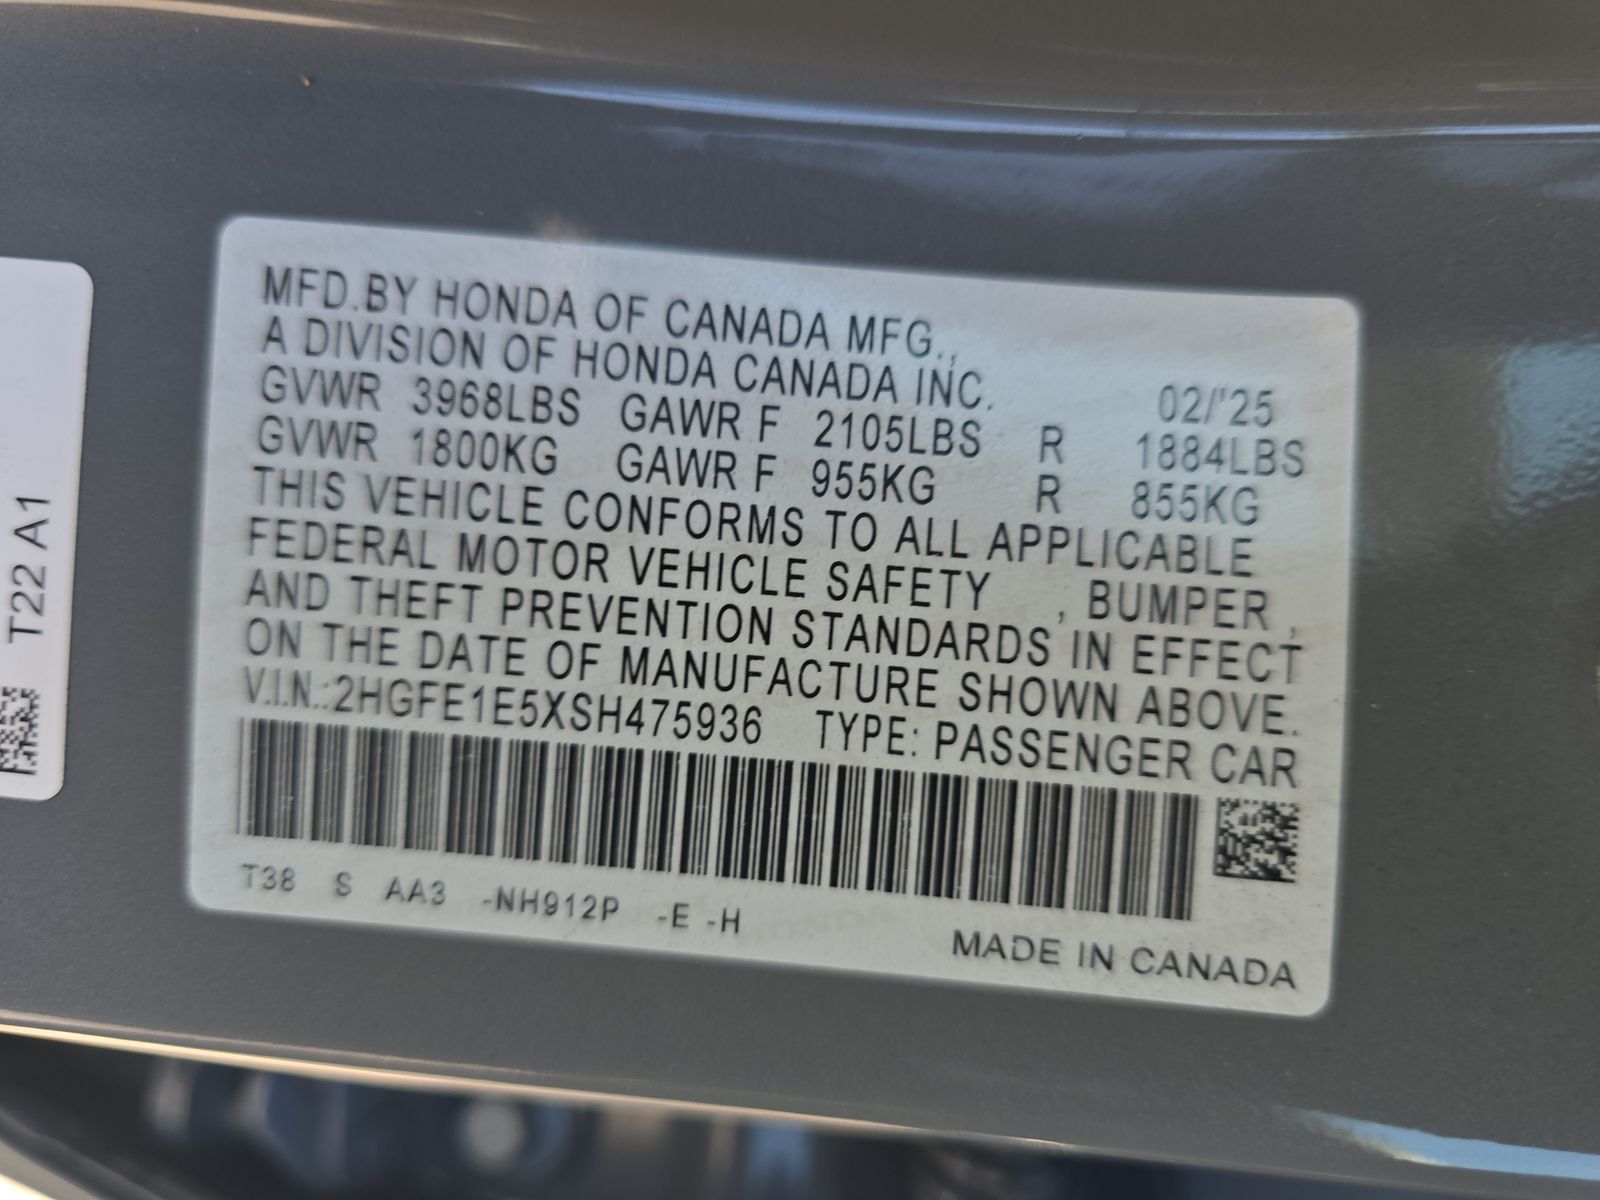 MFD.BY HONDA OF CANADA MFG.,
A DIVISION OF HONDA CANADA INC. 02/'25
GVWR 3968LBS GAWR F 2105LBS R 1884LBS
GVWR 1800KG GAWR F 955KG R 855KG
THIS VEHICLE CONFORMS TO ALL APPLICABLE
FEDERAL MOTOR VEHICLE SAFETY , BUMPER ,
AND THEFT PREVENTION STANDARDS IN EFFECT
ON THE DATE OF MANUFACTURE SHOWN ABOVE.
V.I.N.:2HGFE1E5XSH475936 TYPE: PASSENGER CAR
T38 S AA3 -NH912P -E -H
MADE IN CANADA
T22 A1